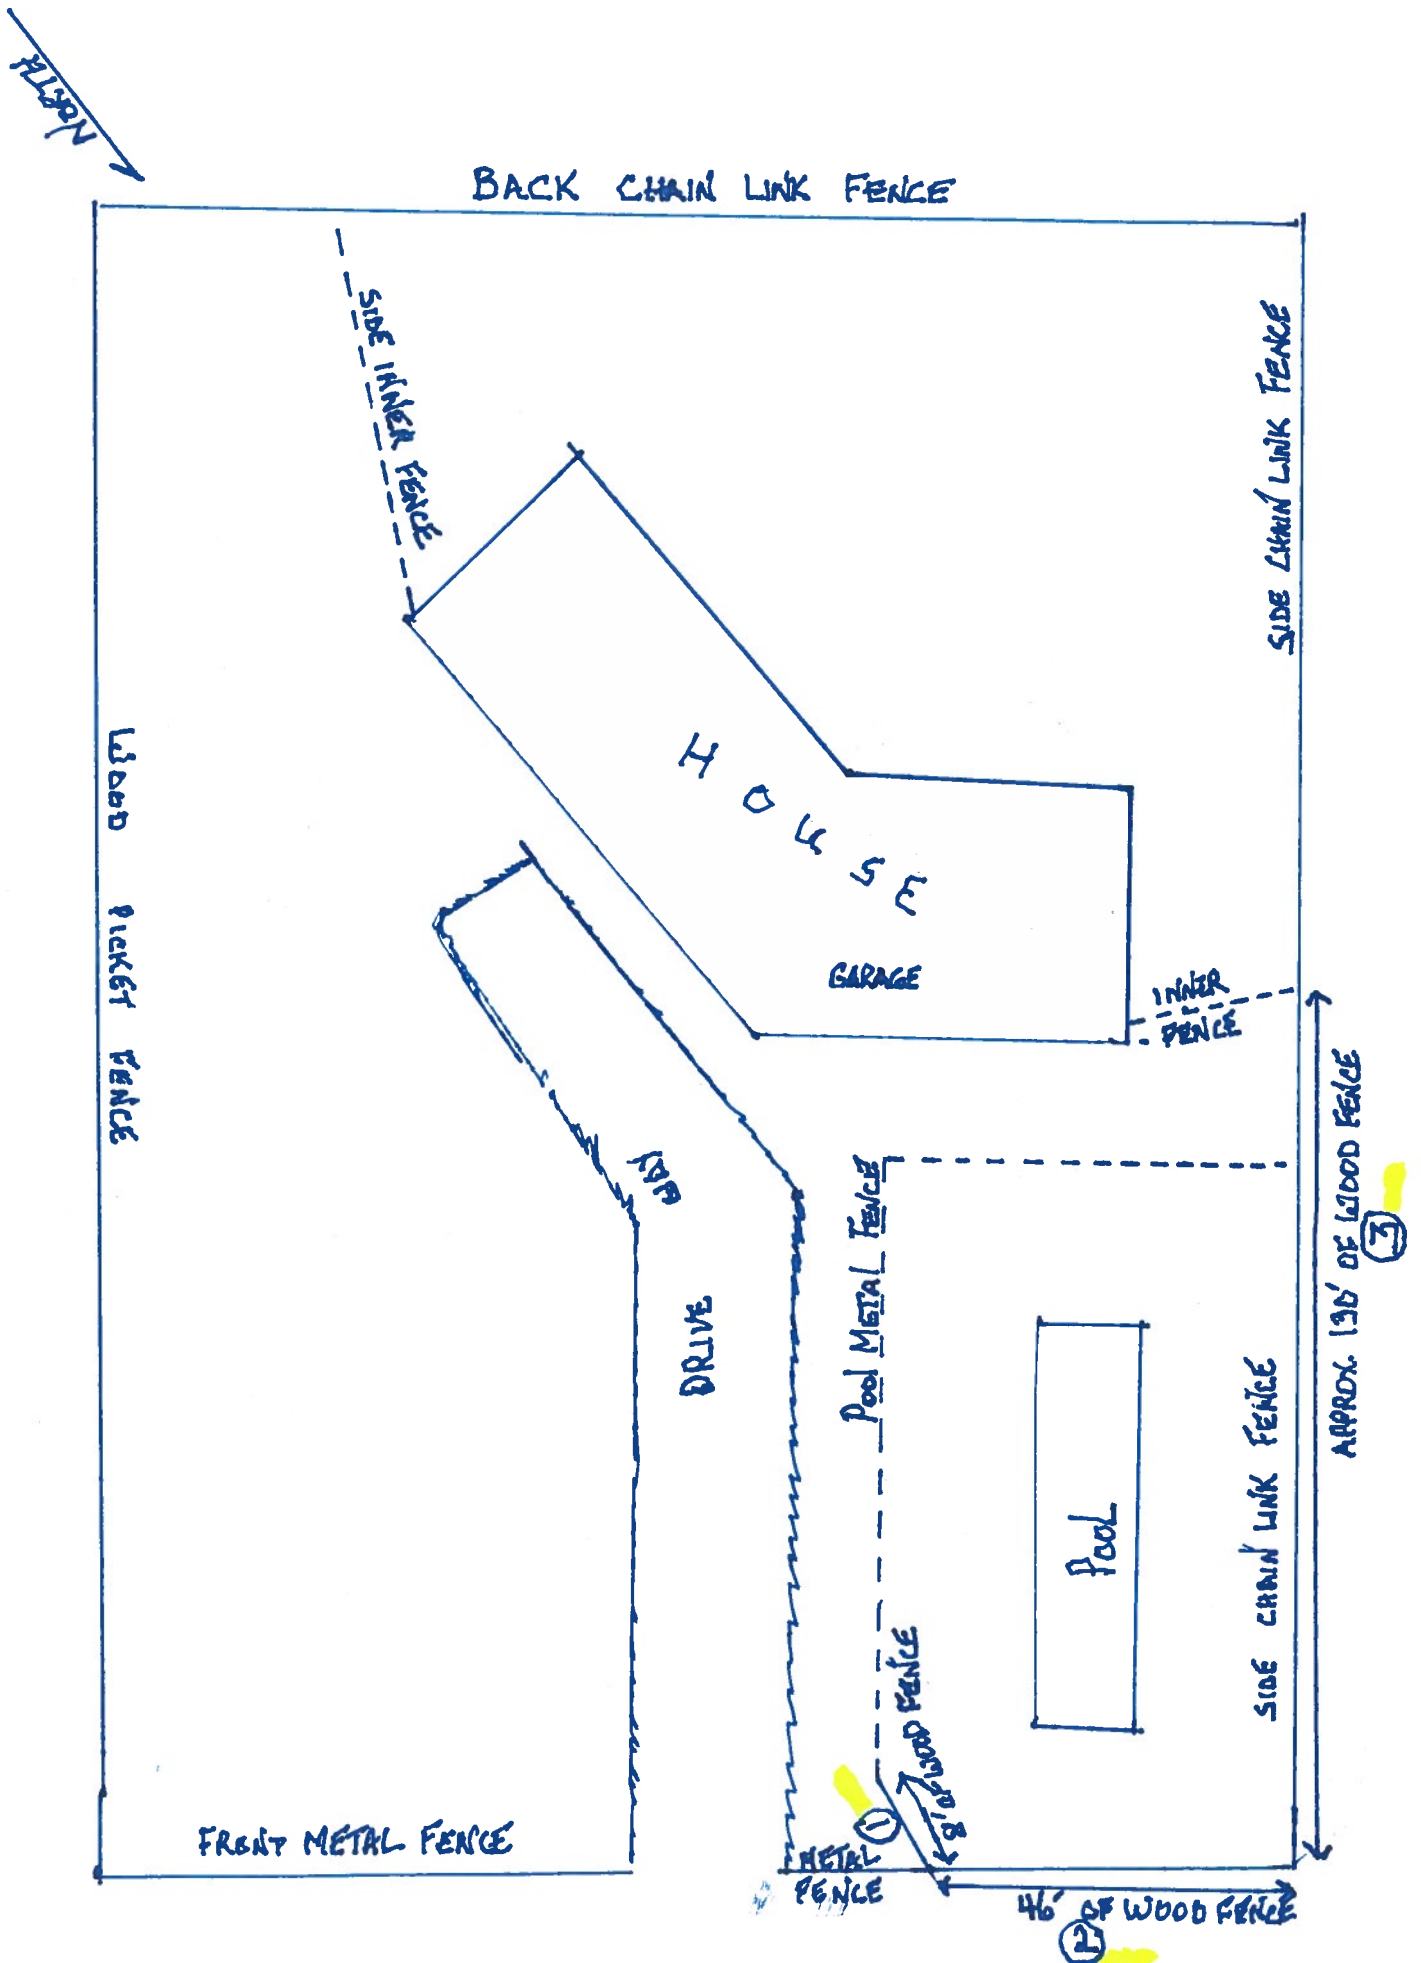 NORTH
BACK CHAIN LINK FENCE
SIDE INNER FENCE
SIDE CHAIN LINK FENCE
HOUSE
WOOD PICKET FENCE
GARAGE
INNER
FENCE
APPROX. 130' OF WOOD FENCE
3
POOL METAL FENCE
DRIVE
POOL
SIDE CHAIN LINK FENCE
8' OF WOOD FENCE
1
FRONT METAL FENCE
METAL
FENCE
46' OF WOOD FENCE
2